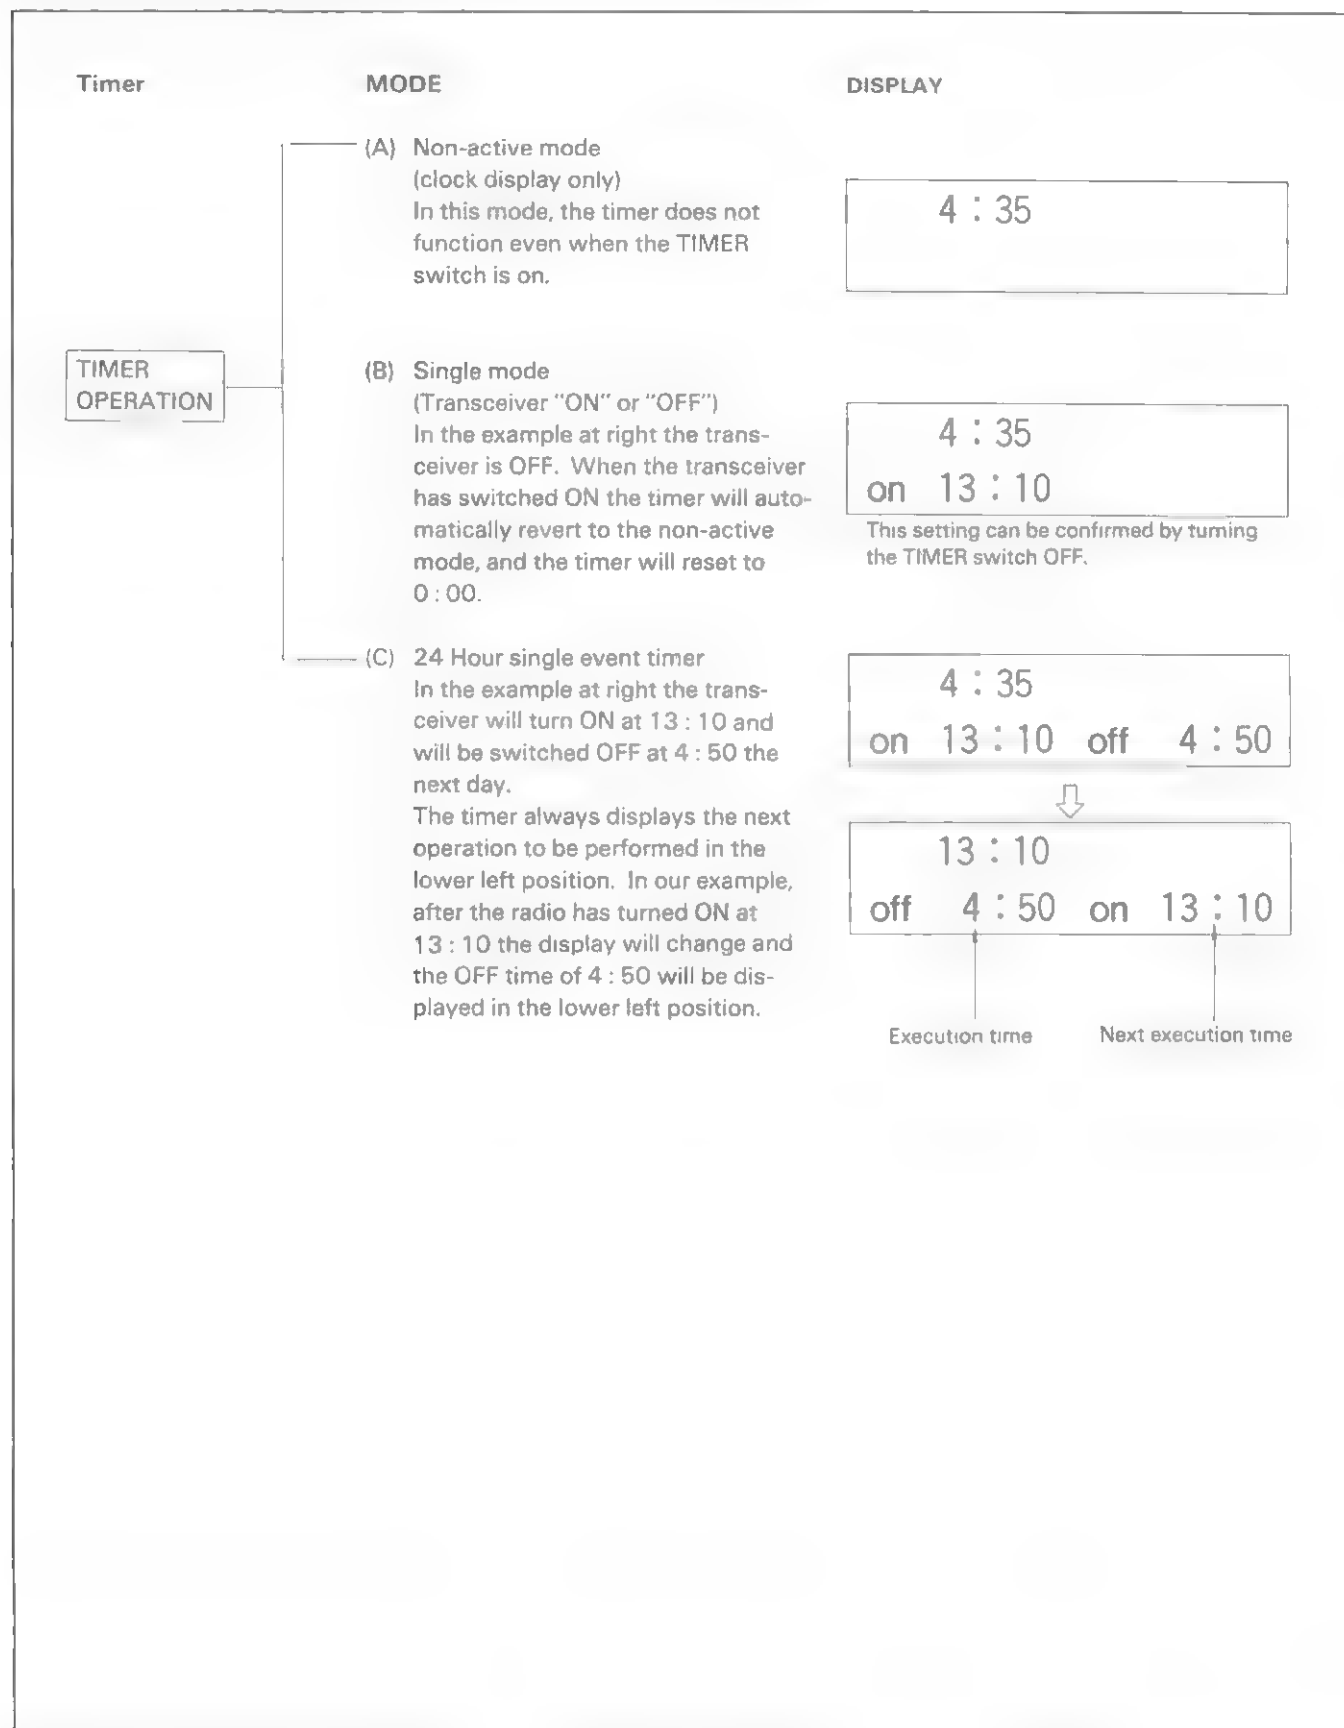 Timer MODE DISPLAY
(A) Non-active mode
(clock display only)
In this mode, the timer does not
function even when the TIMER
switch is on.
4 : 35
TIMER
OPERATION
(B) Single mode
(Transceiver "ON" or "OFF")
In the example at right the trans-
ceiver is OFF. When the transceiver
has switched ON the timer will auto-
matically revert to the non-active
mode, and the timer will reset to
0 : 00.
4 : 35
on 13 : 10
This setting can be confirmed by turning
the TIMER switch OFF.
(C) 24 Hour single event timer
In the example at right the trans-
ceiver will turn ON at 13 : 10 and
will be switched OFF at 4 : 50 the
next day.
The timer always displays the next
operation to be performed in the
lower left position. In our example,
after the radio has turned ON at
13 : 10 the display will change and
the OFF time of 4 : 50 will be dis-
played in the lower left position.
4 : 35
on 13 : 10 off 4 : 50
13 : 10
off 4 : 50 on 13 : 10
Execution time Next execution time